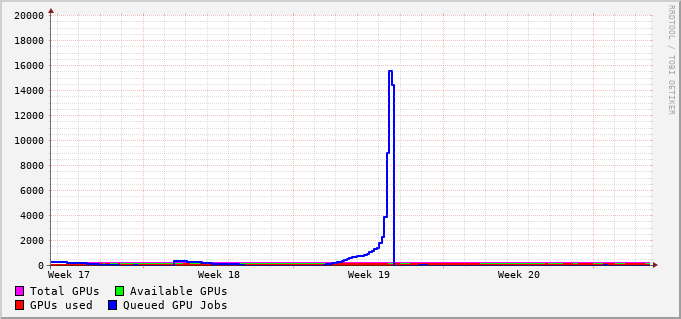 20000
18000
16000
14000
12000
10000
8000
6000
4000
2000
0
Week 17 Week 18 Week 19 Week 20
Total GPUs Available GPUs
GPUs used Queued GPU Jobs
RRDTOOL / TOBI OETIKER